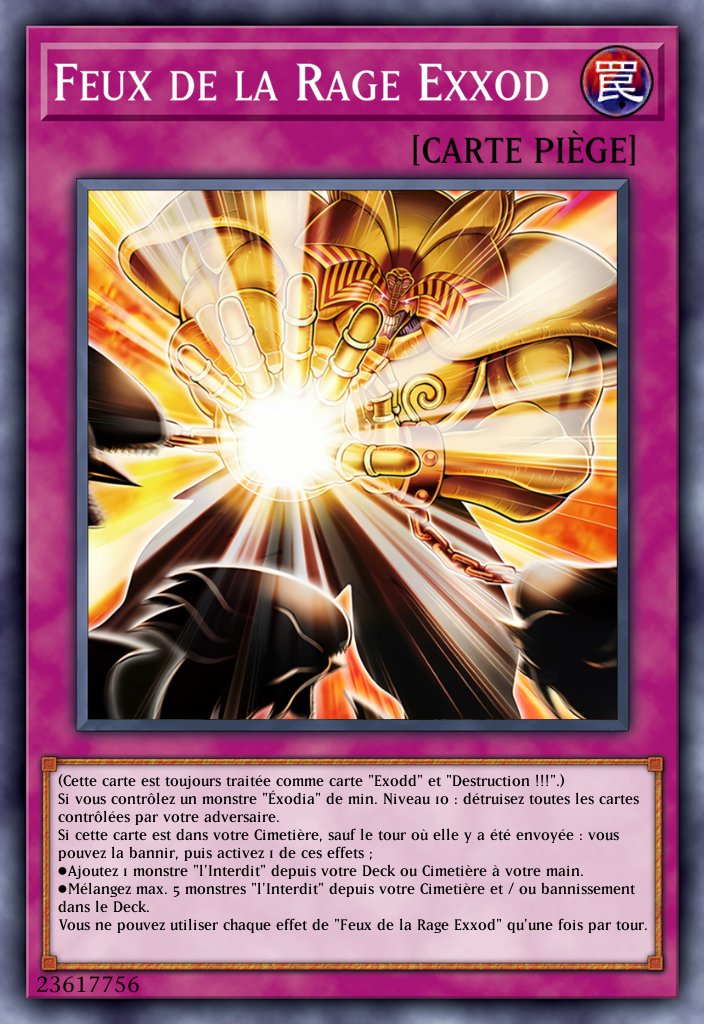 Feux de la Rage Exxod
罠
[CARTE PIÈGE]
(Cette carte est toujours traitée comme carte "Exodd" et "Destruction !!!".)
Si vous contrôlez un monstre "Éxodia" de min. Niveau 10 : détruisez toutes les cartes
contrôlées par votre adversaire.
Si cette carte est dans votre Cimetière, sauf le tour où elle y a été envoyée : vous
pouvez la bannir, puis activez 1 de ces effets ;
●Ajoutez 1 monstre "l'Interdit" depuis votre Deck ou Cimetière à votre main.
●Mélangez max. 5 monstres "l'Interdit" depuis votre Cimetière et / ou bannissement
dans le Deck.
Vous ne pouvez utiliser chaque effet de "Feux de la Rage Exxod" qu'une fois par tour.
23617756